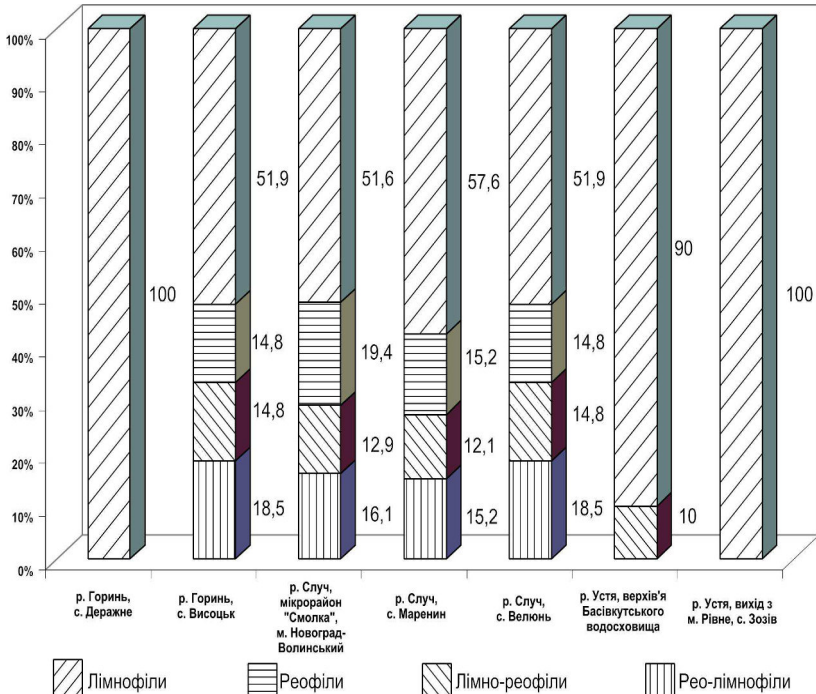 100%
90%
80%
70%
60%
50%
40%
30%
20%
10%
0%
100
51,9
14,8
14,8
18,5
51,6
19,4
12,9
16,1
57,6
15,2
12,1
15,2
51,9
14,8
14,8
18,5
90
10
100
р. Горинь,
с. Деражне
р. Горинь,
с. Висоцьк
р. Случ,
мікрорайон
"Смолка",
м. Новоград-
Волинський
р. Случ,
с. Маренин
р. Случ,
с. Велюнь
р. Устя, верхів'я
Басівкутського
водосховища
р. Устя, вихід з
м. Рівне, с. Зозів
Лімнофіли
Реофіли
Лімно-реофіли
Рео-лімнофіли